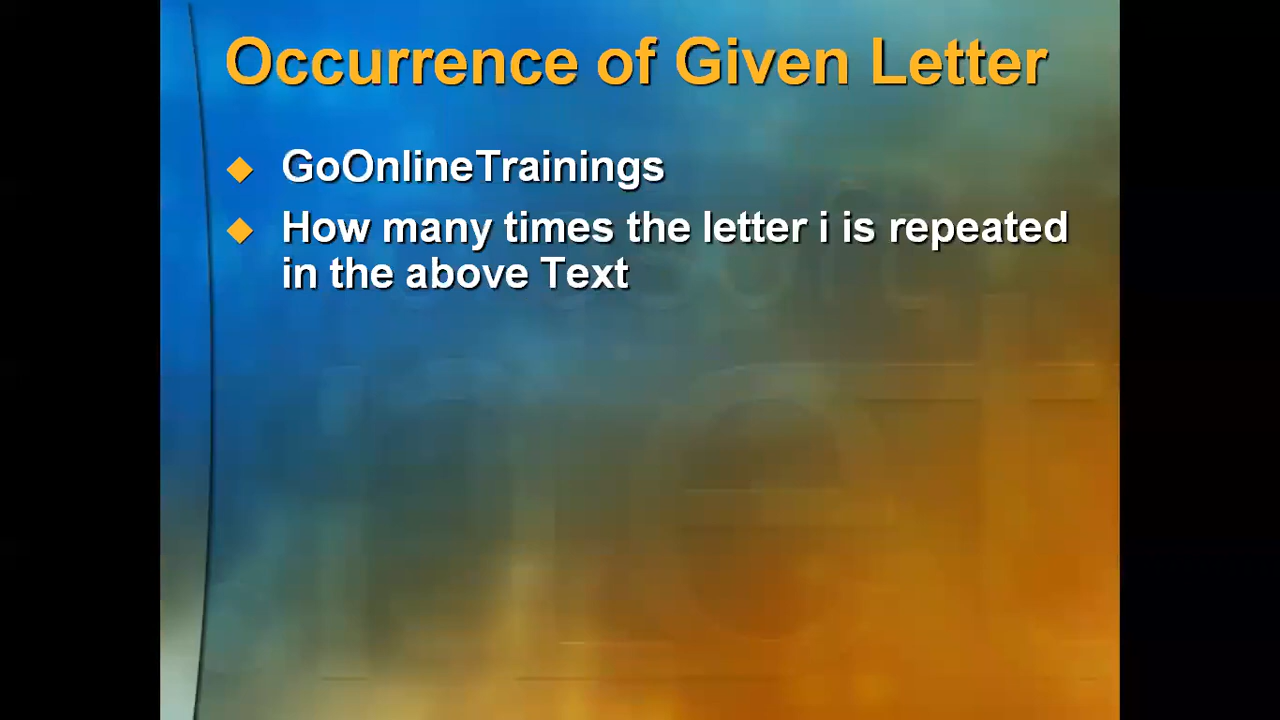 Occurrence of Given Letter
GoOnlineTrainings
How many times the letter i is repeated
in the above Text